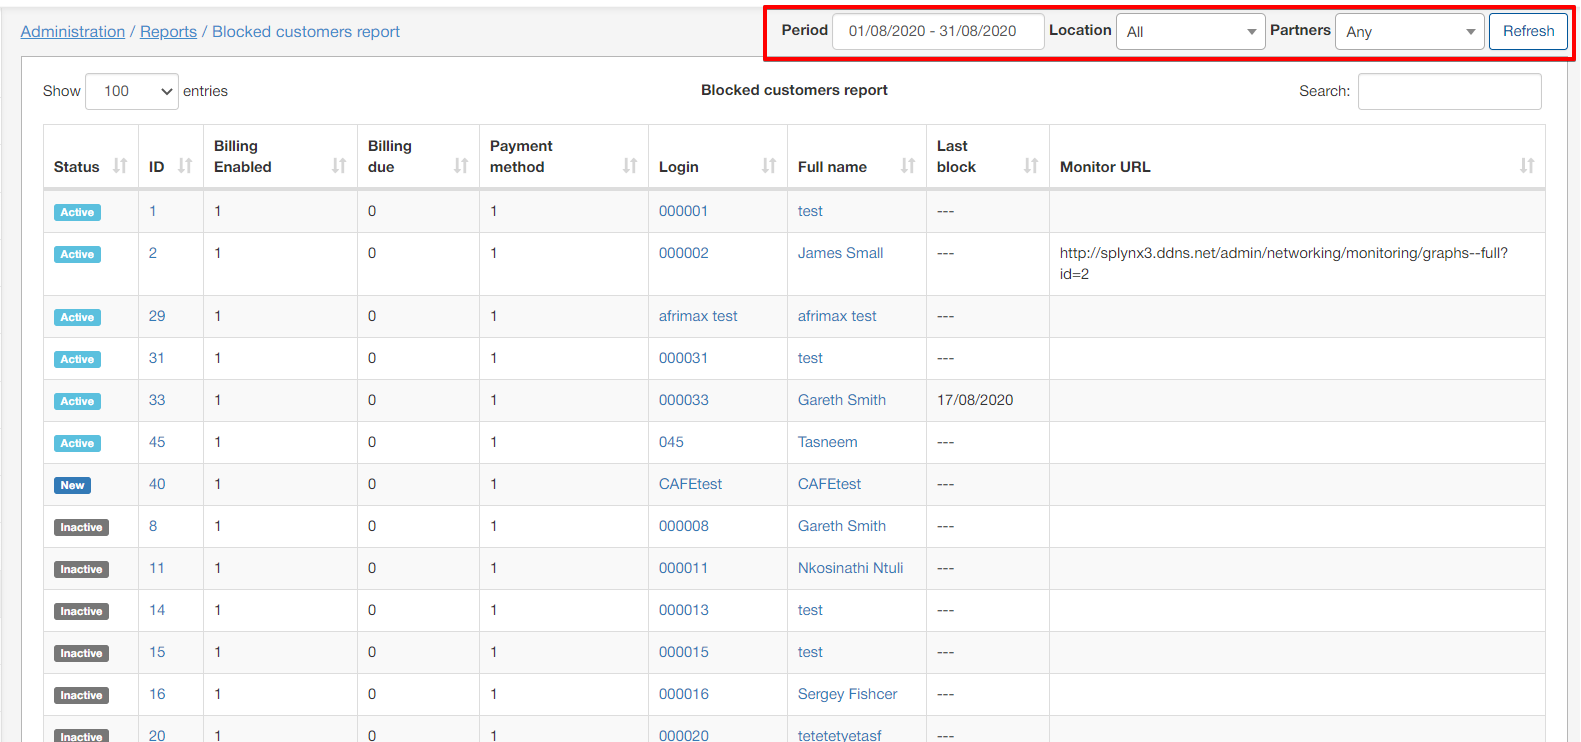 Administration / Reports / Blocked customers report
Period 01/08/2020 - 31/08/2020 Location All Partners Any Refresh
Show 100 entries
Blocked customers report
Search:
Status ID Billing Enabled Billing due Payment method Login Full name Last block Monitor URL
Active 1 1 0 1 000001 test ---
Active 2 1 0 1 000002 James Small --- http://splynx3.ddns.net/admin/networking/monitoring/graphs--full?
id=2
Active 29 1 0 1 afrimax test afrimax test ---
Active 31 1 0 1 000031 test ---
Active 33 1 0 1 000033 Gareth Smith 17/08/2020
Active 45 1 0 1 045 Tasneem ---
New 40 1 0 1 CAFEtest CAFEtest ---
Inactive 8 1 0 1 000008 Gareth Smith ---
Inactive 11 1 0 1 000011 Nkosinathi Ntuli ---
Inactive 14 1 0 1 000013 test ---
Inactive 15 1 0 1 000015 test ---
Inactive 16 1 0 1 000016 Sergey Fishcer ---
Inactive 20 1 0 1 000020 tetetetyetasf ---